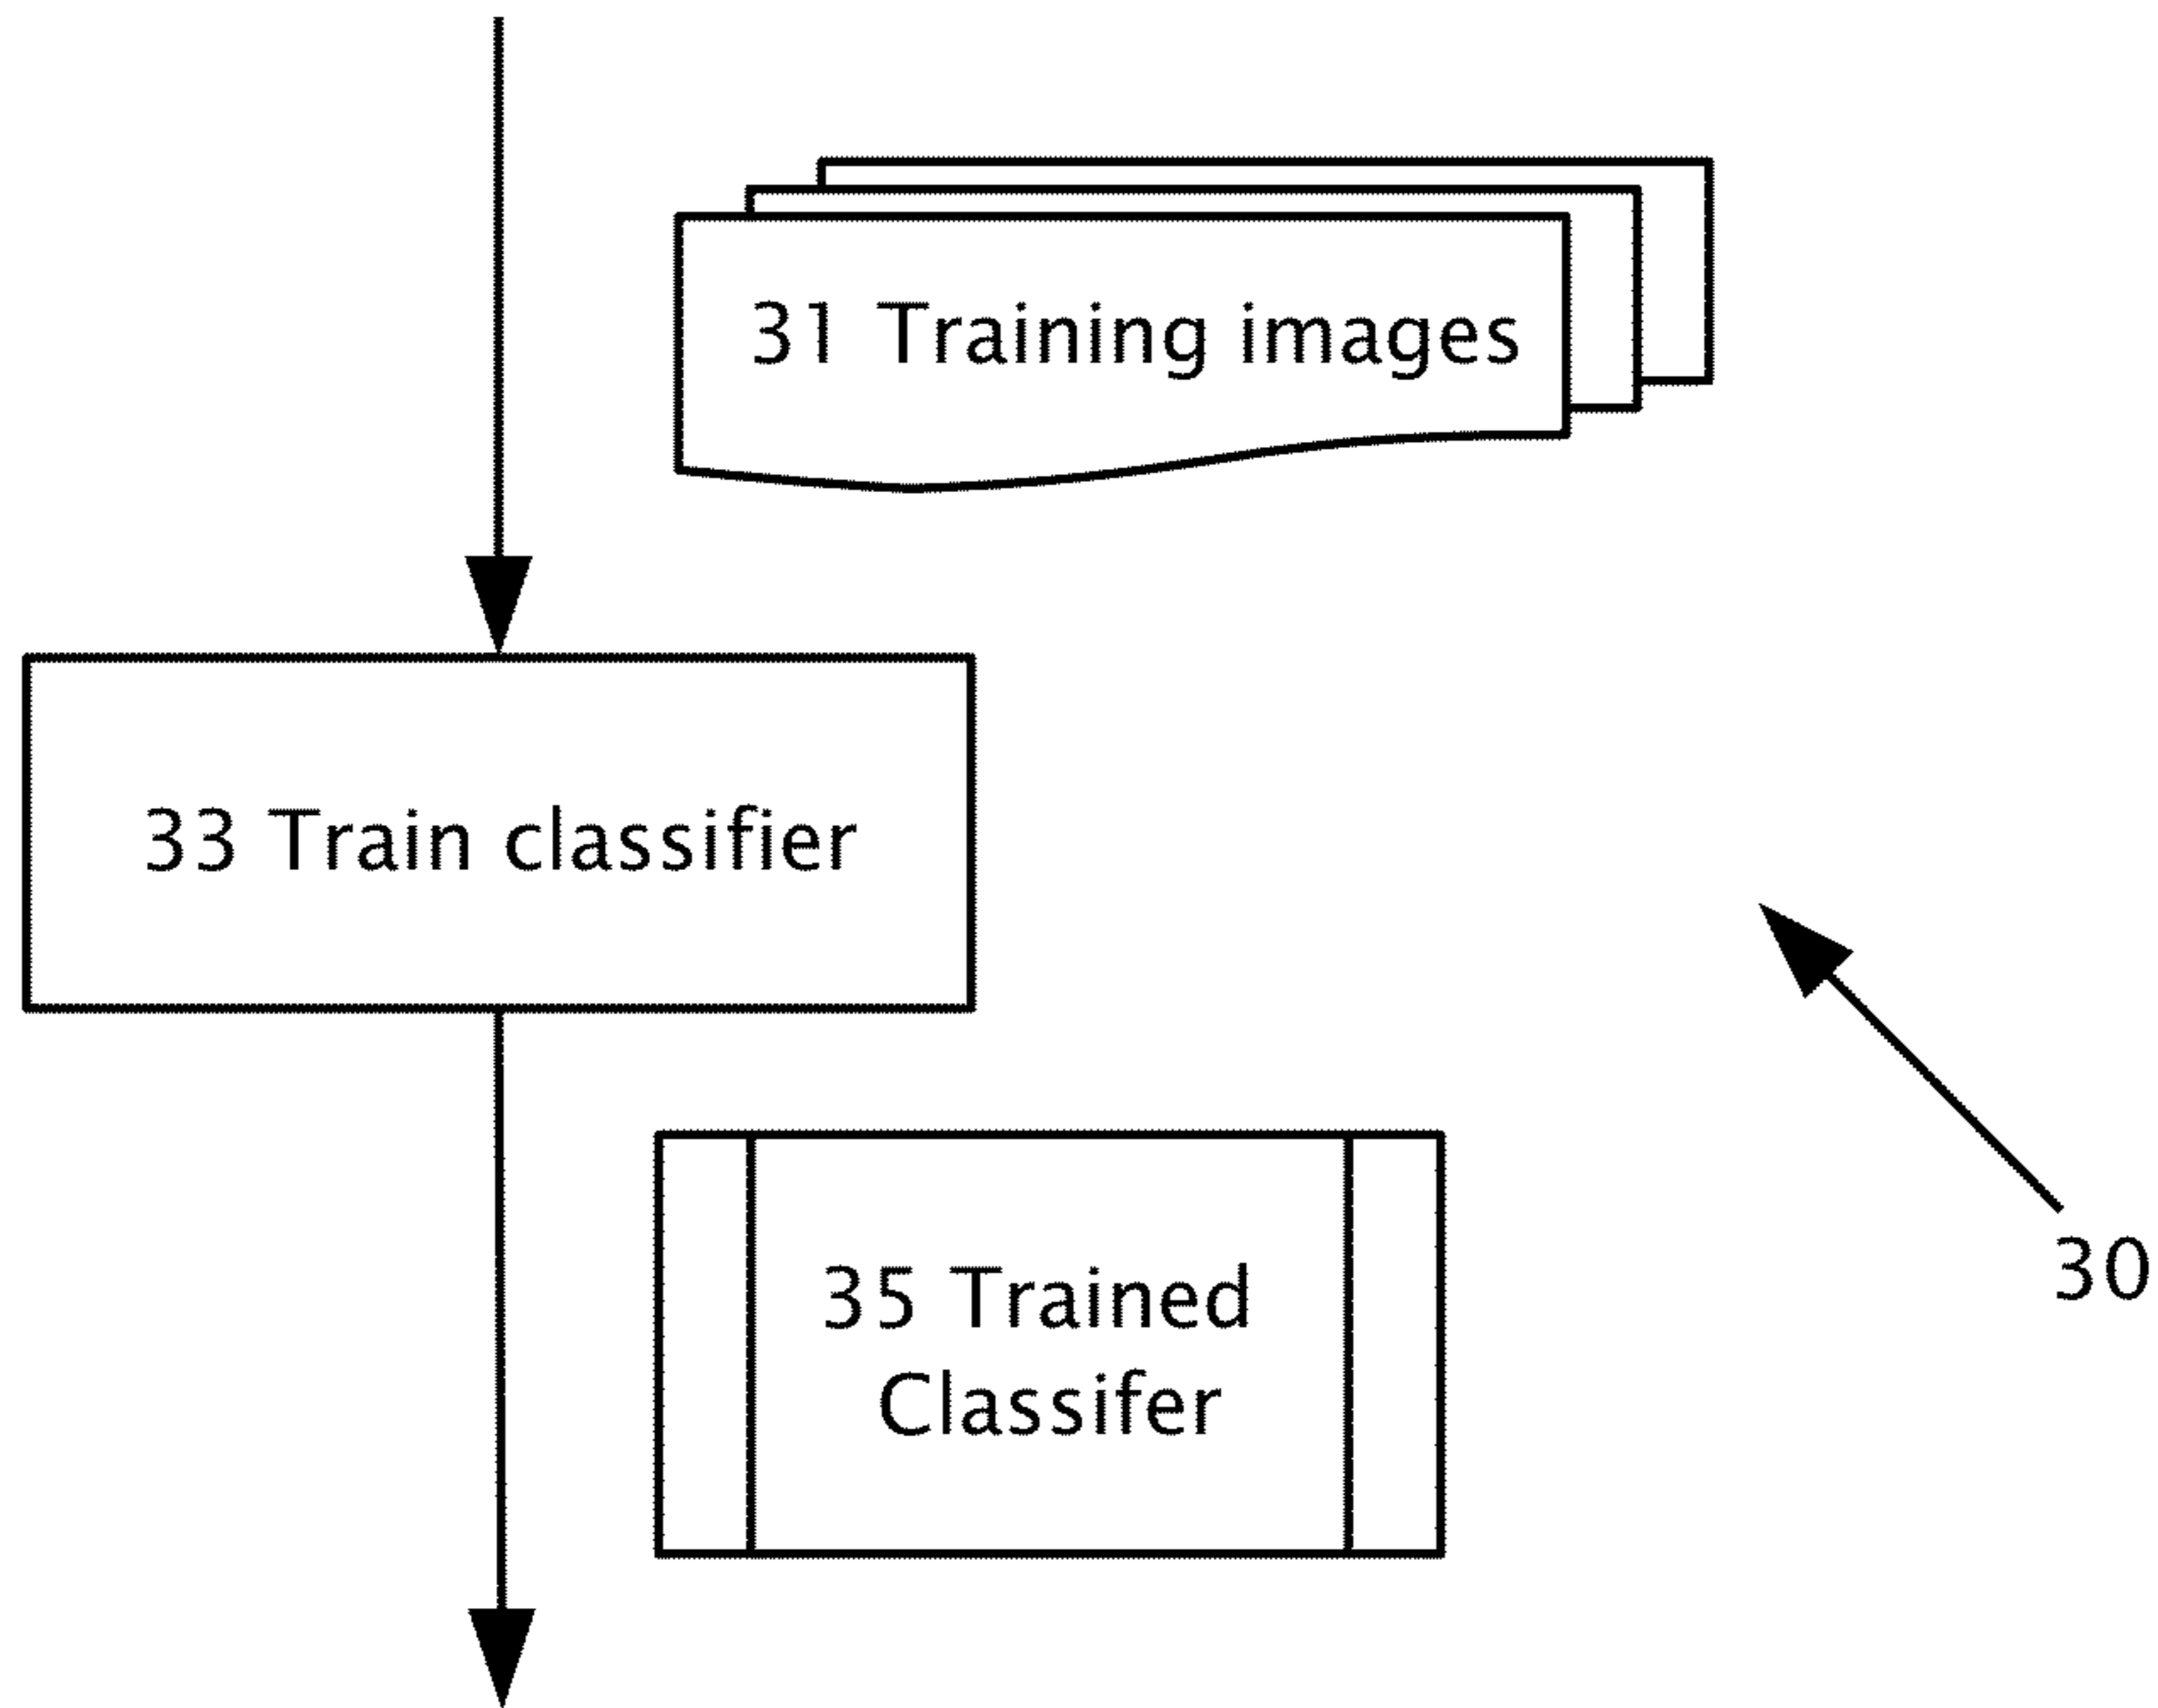 31 Training images
33 Train classifier
35 Trained
Classifer
30